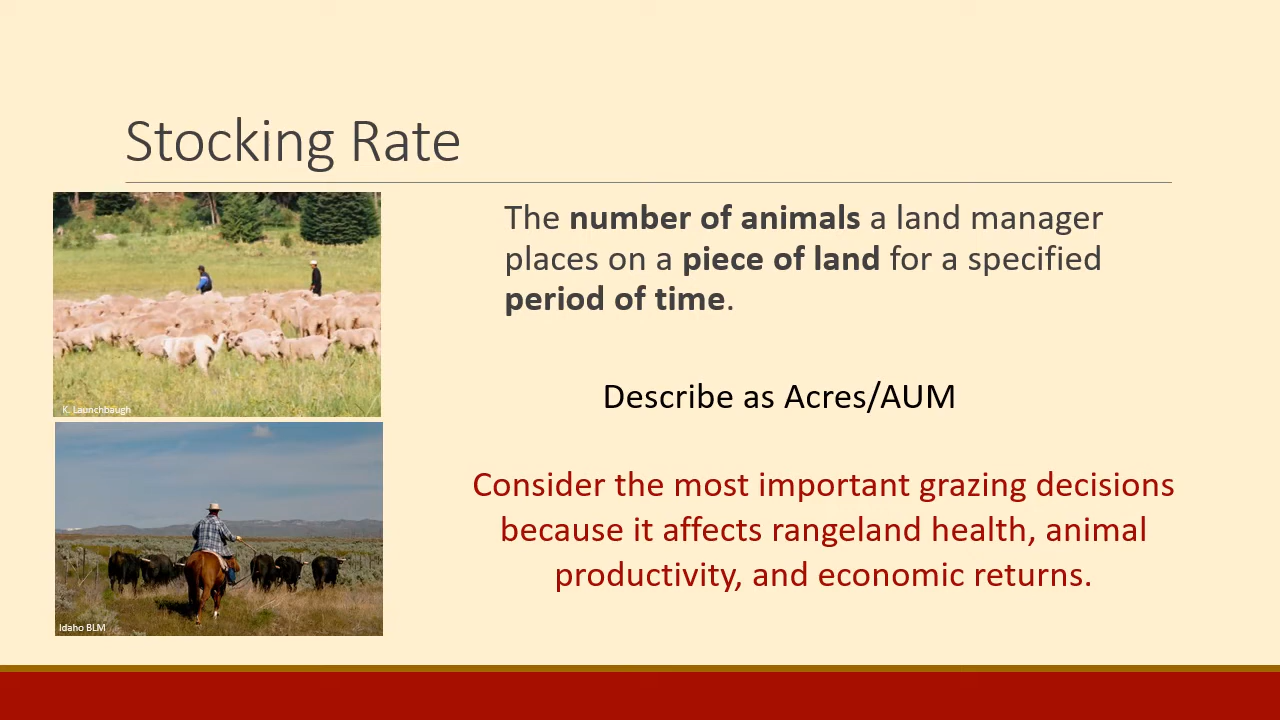 Stocking Rate
The number of animals a land manager
places on a piece of land for a specified
period of time.
Describe as Acres/AUM
Consider the most important grazing decisions
because it affects rangeland health, animal
productivity, and economic returns.
K. Launchbaugh
Idaho BLM